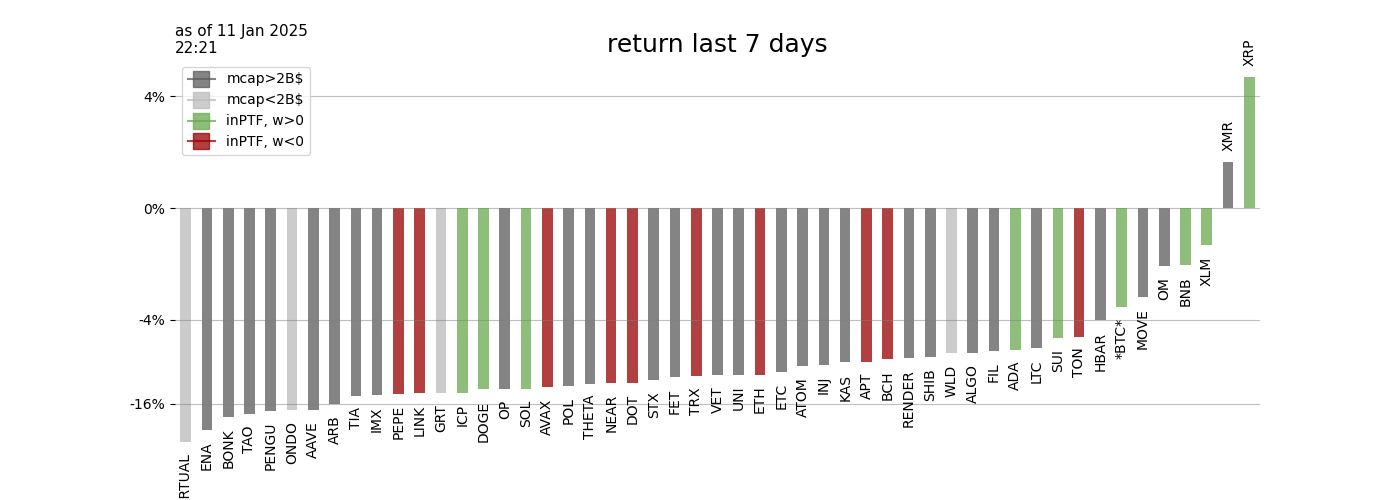 as of 11 Jan 2025
22:21
return last 7 days
mcap>2B$
mcap<2B$
inPTF, w>0
inPTF, w<0
4%
0%
-4%
-16%
RTUAL
ENA
BONK
TAO
PENGU
ONDO
AAVE
ARB
TIA
IMX
PEPE
LINK
GRT
ICP
DOGE
OP
SOL
AVAX
POL
THETA
NEAR
DOT
STX
FET
TRX
VET
UNI
ETH
ETC
ATOM
INJ
KAS
APT
BCH
RENDER
SHIB
WLD
ALGO
FIL
ADA
LTC
SUI
TON
HBAR
*BTC*
MOVE
OM
BNB
XLM
XMR
XRP